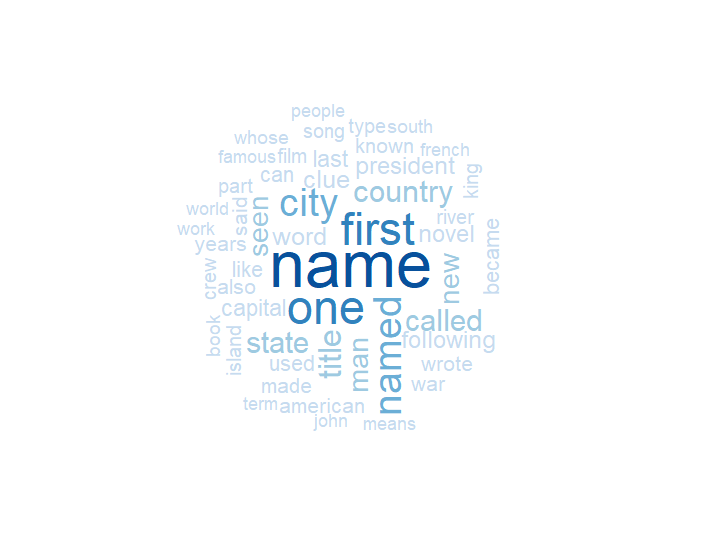 people
song
type
south
whose
known
french
famous
film
last
president
can
clue
king
part
city
country
world
said
seen
river
work
word
first
novel
years
name
became
crew
like
also
new
capital
one
named
called
book
island
state
title
man
following
used
wrote
made
war
term
american
john
means